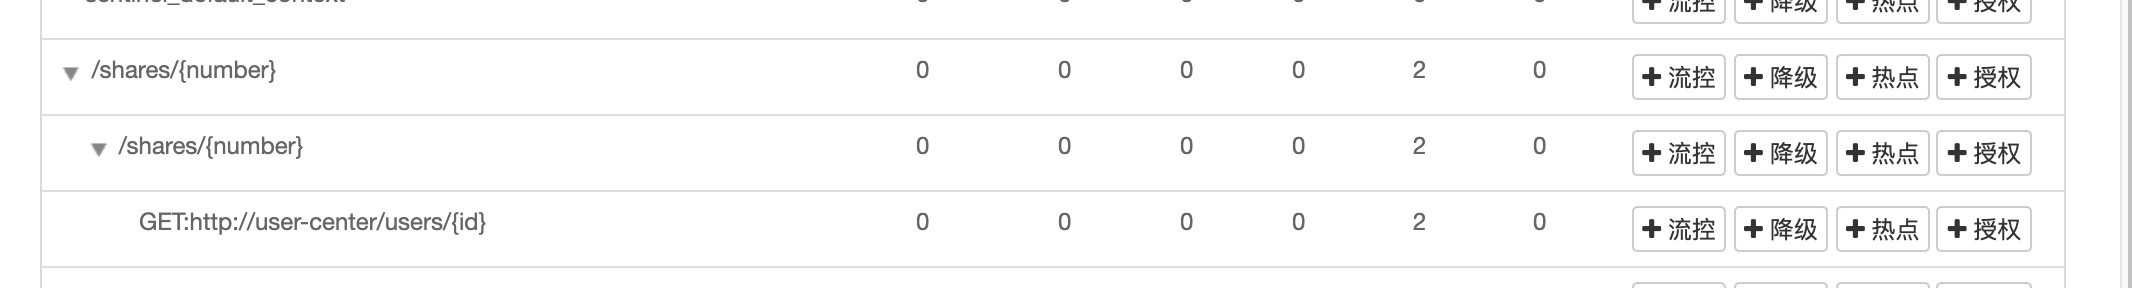 sentinel_default_context 0 0 0 0 0 0 流控 降级 热点 授权
/shares/{number} 0 0 0 0 2 0 流控 降级 热点 授权
/shares/{number} 0 0 0 0 2 0 流控 降级 热点 授权
GET:http://user-center/users/{id} 0 0 0 0 2 0 流控 降级 热点 授权